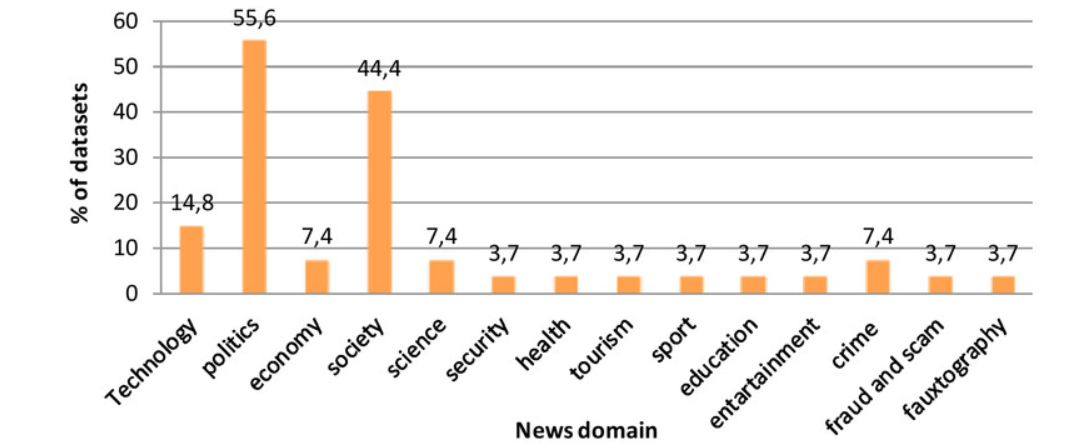 % of datasets
60
50
40
30
20
10
0
14,8
55,6
7,4
44,4
7,4
3,7
3,7
3,7
3,7
3,7
3,7
7,4
3,7
3,7
Technology
politics
economy
society
science
security
health
tourism
sport
education
entartainment
crime
fraud and scam
fauxtography
News domain